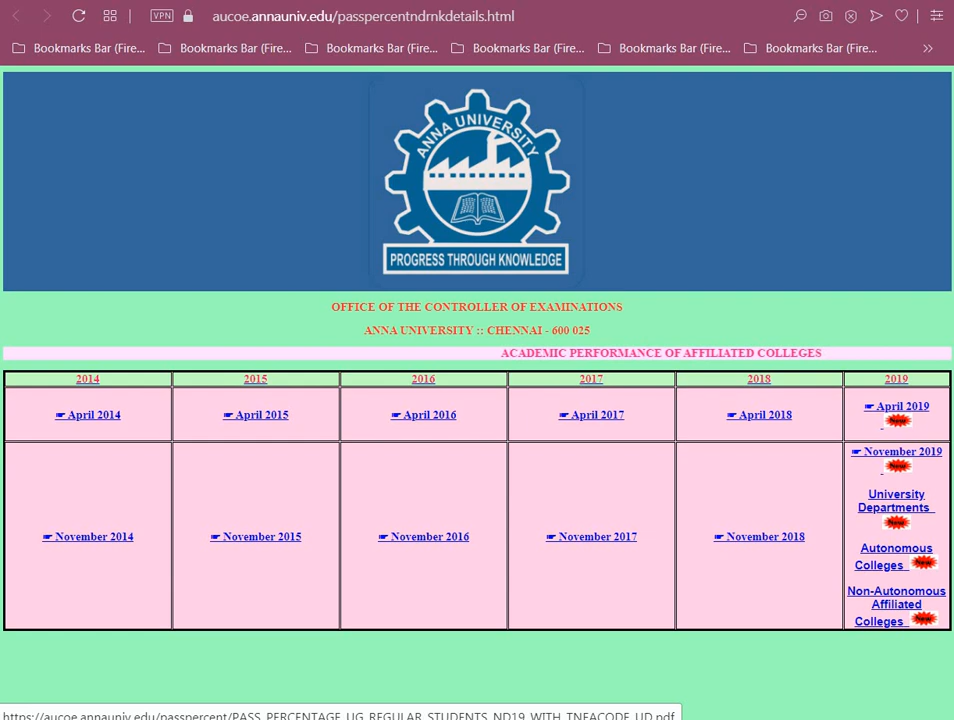 VPN
aucoe.annauniv.edu/passpercentndrnkdetails.html
Bookmarks Bar (Fire... Bookmarks Bar (Fire... Bookmarks Bar (Fire... Bookmarks Bar (Fire... Bookmarks Bar (Fire... Bookmarks Bar (Fire...
ANNA UNIVERSITY
PROGRESS THROUGH KNOWLEDGE
OFFICE OF THE CONTROLLER OF EXAMINATIONS
ANNA UNIVERSITY :: CHENNAI - 600 025
ACADEMIC PERFORMANCE OF AFFILIATED COLLEGES
2014 2015 2016 2017 2018 2019
☛ April 2014 ☛ April 2015 ☛ April 2016 ☛ April 2017 ☛ April 2018 ☛ April 2019
New
☛ November 2014 ☛ November 2015 ☛ November 2016 ☛ November 2017 ☛ November 2018 ☛ November 2019
New
University
Departments
New
Autonomous
Colleges New
Non-Autonomous
Affiliated
Colleges New
https://aucoe.annauniv.edu/passpercent/PASS_PERCENTAGE_UG_REGULAR_STUDENTS_ND19_WITH_TNEACODE_UD.pdf